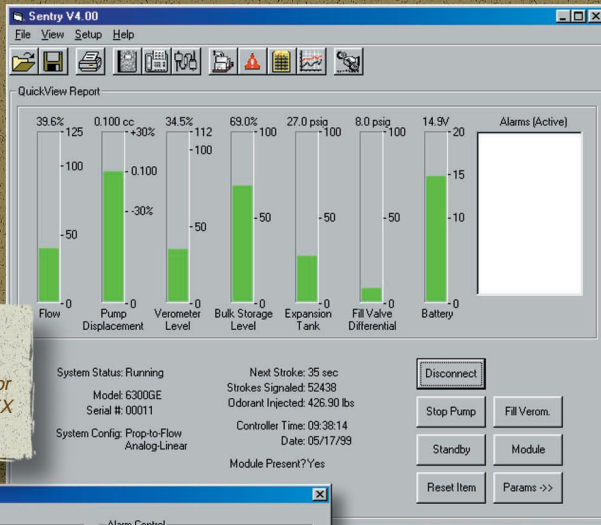 Sentry V4.00
File View Setup Help
QuickView Report
39.6% 0.100 cc 34.5% 69.0% 27.0 psig 8.0 psig 14.9V Alarms (Active)
125 +30% 112 100 100 100 20
100 0.100 100 15
-30% 50 50 50 10
50 50
0 0 0 0 0 0 0
Flow Pump Displacement Verometer Level Bulk Storage Level Expansion Tank Fill Valve Differential Battery
System Status: Running
Model: 6300GE
Serial #: 00011
System Config: Prop-to-Flow
Analog-Linear
Next Stroke: 35 sec
Strokes Signaled: 52438
Odorant Injected: 426.90 lbs
Controller Time: 09:38:14
Date: 05/17/99
Module Present? Yes
Disconnect
Stop Pump Fill Verom.
Standby Module
Reset Item Params ->>
Alarm Control